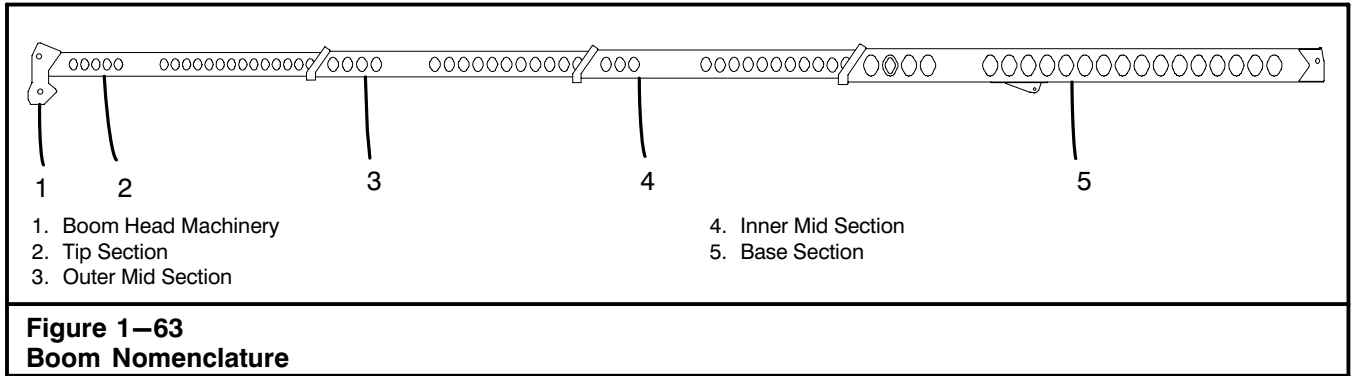 1 2 3 4 5
1. Boom Head Machinery
2. Tip Section
3. Outer Mid Section
4. Inner Mid Section
5. Base Section
Figure 1–63
Boom Nomenclature